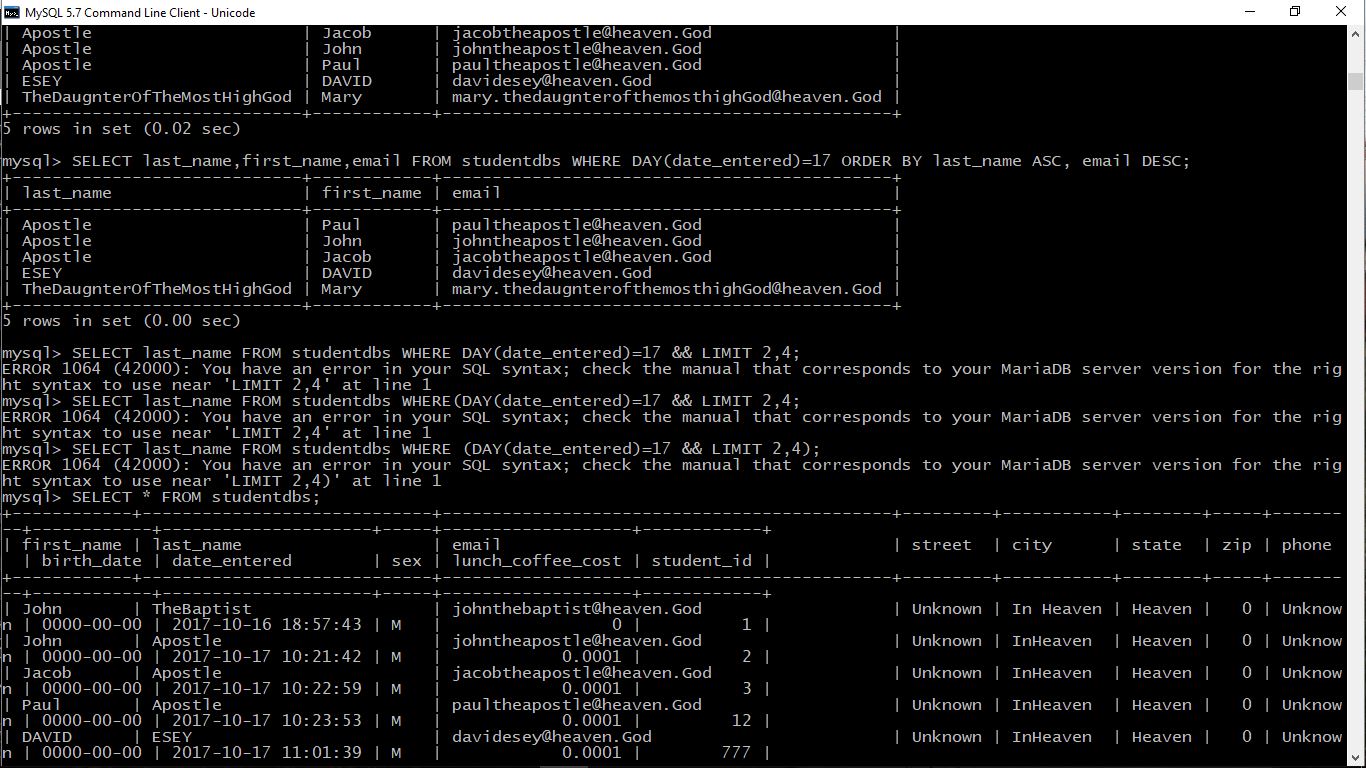 MySQL 5.7 Command Line Client - Unicode
| Apostle                    | Jacob      | jacobtheapostle@heaven.God                  |
| Apostle                    | John       | johntheapostle@heaven.God                   |
| Apostle                    | Paul       | paultheapostle@heaven.God                   |
| ESEY                       | DAVID      | davidesey@heaven.God                        |
| TheDaugnterOfTheMostHighGod | Mary       | mary.thedaugnterofthemosthighGod@heaven.God |
5 rows in set (0.02 sec)
mysql> SELECT last_name,first_name,email FROM studentdbs WHERE DAY(date_entered)=17 ORDER BY last_name ASC, email DESC;
| last_name                  | first_name | email                                       |
| Apostle                    | Paul       | paultheapostle@heaven.God                   |
| Apostle                    | John       | johntheapostle@heaven.God                   |
| Apostle                    | Jacob      | jacobtheapostle@heaven.God                  |
| ESEY                       | DAVID      | davidesey@heaven.God                        |
| TheDaugnterOfTheMostHighGod | Mary       | mary.thedaugnterofthemosthighGod@heaven.God |
5 rows in set (0.00 sec)
mysql> SELECT last_name FROM studentdbs WHERE DAY(date_entered)=17 && LIMIT 2,4;
ERROR 1064 (42000): You have an error in your SQL syntax; check the manual that corresponds to your MariaDB server version for the rig
ht syntax to use near 'LIMIT 2,4' at line 1
mysql> SELECT last_name FROM studentdbs WHERE(DAY(date_entered)=17 && LIMIT 2,4;
ERROR 1064 (42000): You have an error in your SQL syntax; check the manual that corresponds to your MariaDB server version for the rig
ht syntax to use near 'LIMIT 2,4' at line 1
mysql> SELECT last_name FROM studentdbs WHERE (DAY(date_entered)=17 && LIMIT 2,4);
ERROR 1064 (42000): You have an error in your SQL syntax; check the manual that corresponds to your MariaDB server version for the rig
ht syntax to use near 'LIMIT 2,4)' at line 1
mysql> SELECT * FROM studentdbs;
| first_name | last_name                  | email                                       | street  | city      | state  | zip | phone
  | birth_date | date_entered        | sex | lunch_coffee_cost | student_id |
| John       | TheBaptist                 | johnthebaptist@heaven.God                   | Unknown | In Heaven | Heaven |   0 | Unknow
n | 0000-00-00 | 2017-10-16 18:57:43 | M   |                 0 |          1 |
| John       | Apostle                    | johntheapostle@heaven.God                   | Unknown | InHeaven  | Heaven |   0 | Unknow
n | 0000-00-00 | 2017-10-17 10:21:42 | M   |            0.0001 |          2 |
| Jacob      | Apostle                    | jacobtheapostle@heaven.God                  | Unknown | InHeaven  | Heaven |   0 | Unknow
n | 0000-00-00 | 2017-10-17 10:22:59 | M   |            0.0001 |          3 |
| Paul       | Apostle                    | paultheapostle@heaven.God                   | Unknown | InHeaven  | Heaven |   0 | Unknow
n | 0000-00-00 | 2017-10-17 10:23:53 | M   |            0.0001 |         12 |
| DAVID      | ESEY                       | davidesey@heaven.God                        | Unknown | InHeaven  | Heaven |   0 | Unknow
n | 0000-00-00 | 2017-10-17 11:01:39 | M   |            0.0001 |        777 |